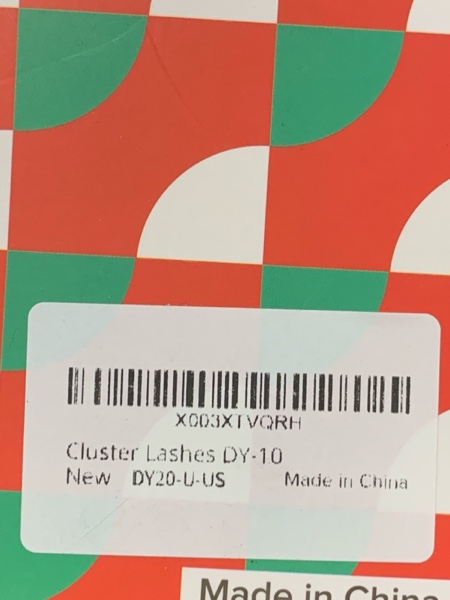 X003XTVQRH
Cluster Lashes DY-10
New DY20-U-US Made in China
Made in China